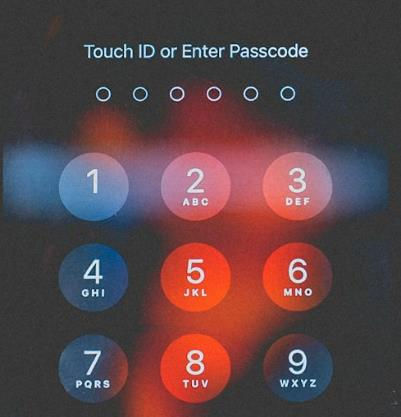 Touch ID or Enter Passcode
1 2 3
ABC DEF
4 5 6
GHI JKL MNO
7 8 9
PQRS TUV WXYZ